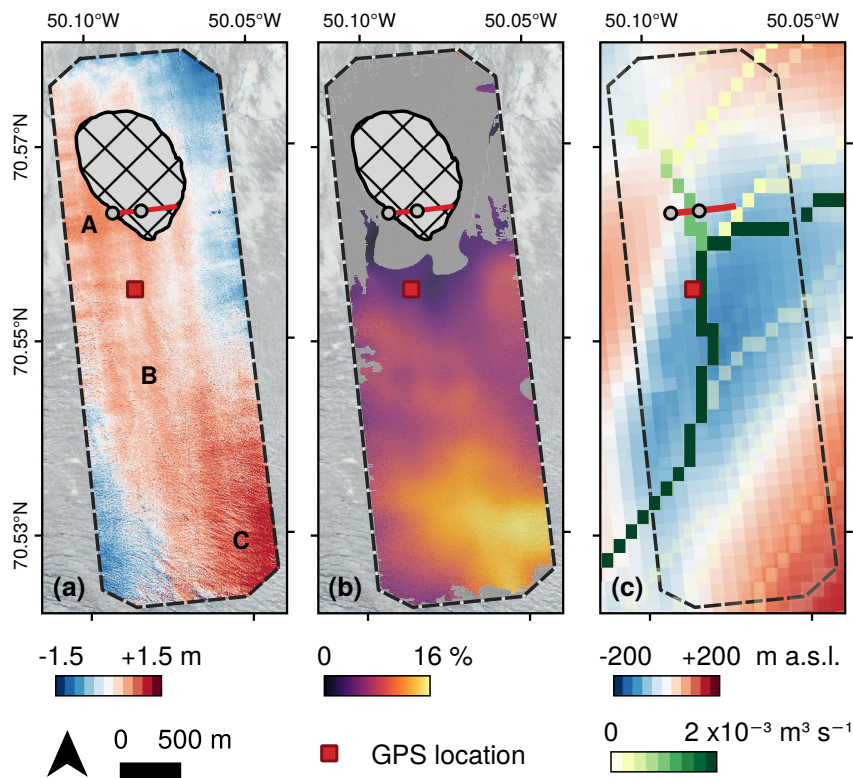 50.10°W 50.05°W 50.10°W 50.05°W 50.10°W 50.05°W
70.57°N
70.55°N
70.53°N
A
B
C
(a) (b) (c)
-1.5 +1.5 m 0 16 % -200 +200 m a.s.l.
0 500 m GPS location 0 2 x10⁻³ m³ s⁻¹